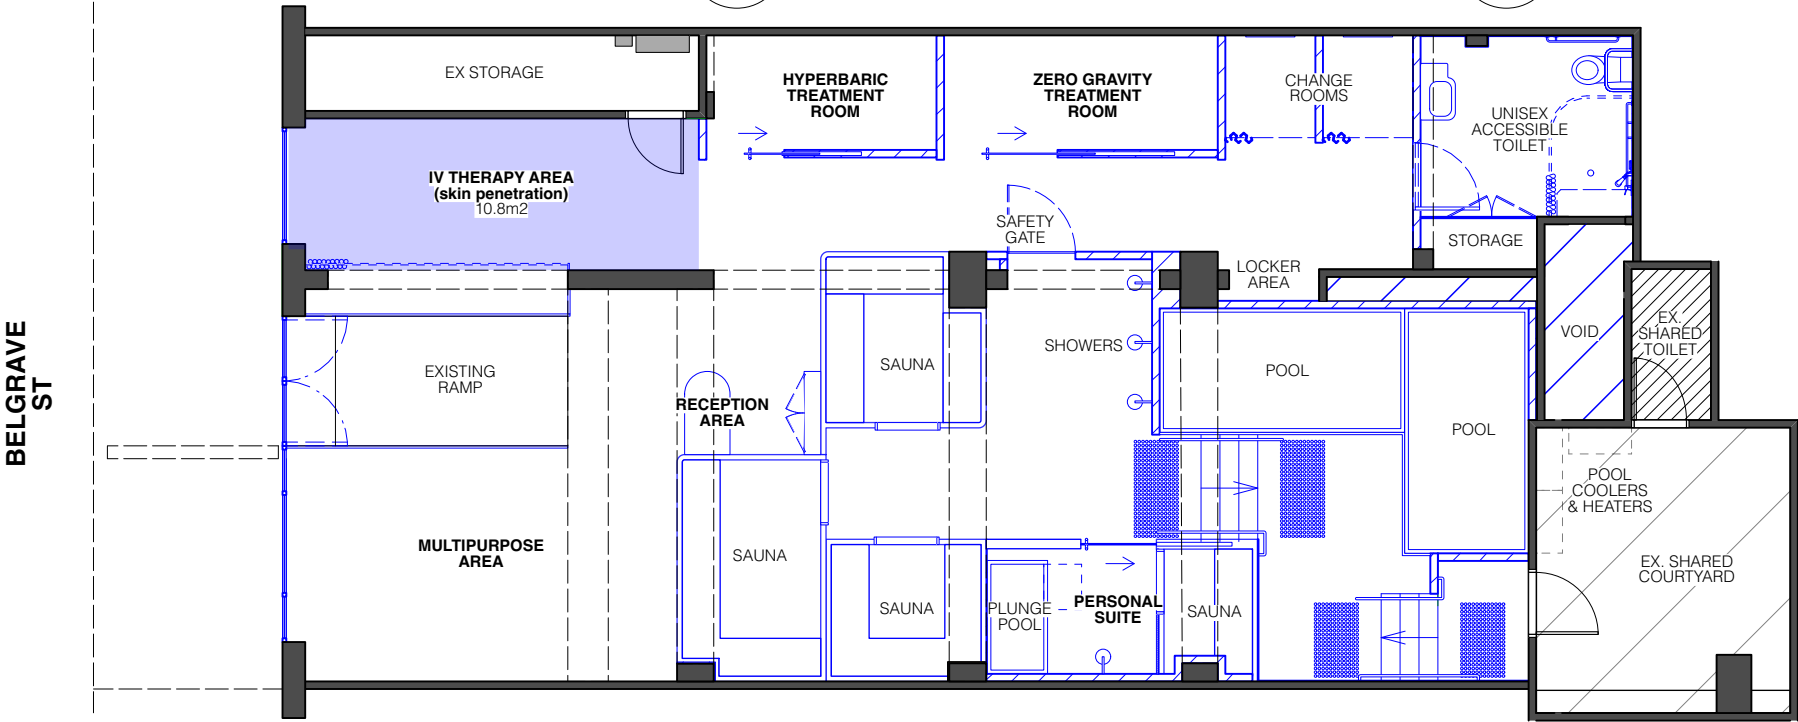 EX STORAGE
HYPERBARIC
TREATMENT
ROOM
ZERO GRAVITY
TREATMENT
ROOM
CHANGE
ROOMS
UNISEX
ACCESSIBLE
TOILET
IV THERAPY AREA
(skin penetration)
10.8m2
SAFETY
GATE
STORAGE
LOCKER
AREA
BELGRAVE
ST
EXISTING
RAMP
RECEPTION
AREA
SAUNA
SHOWERS
POOL
POOL
VOID
EX.
SHARED
TOILET
POOL
COOLERS
& HEATERS
MULTIPURPOSE
AREA
SAUNA
SAUNA
PLUNGE
POOL
PERSONAL
SUITE
SAUNA
EX. SHARED
COURTYARD